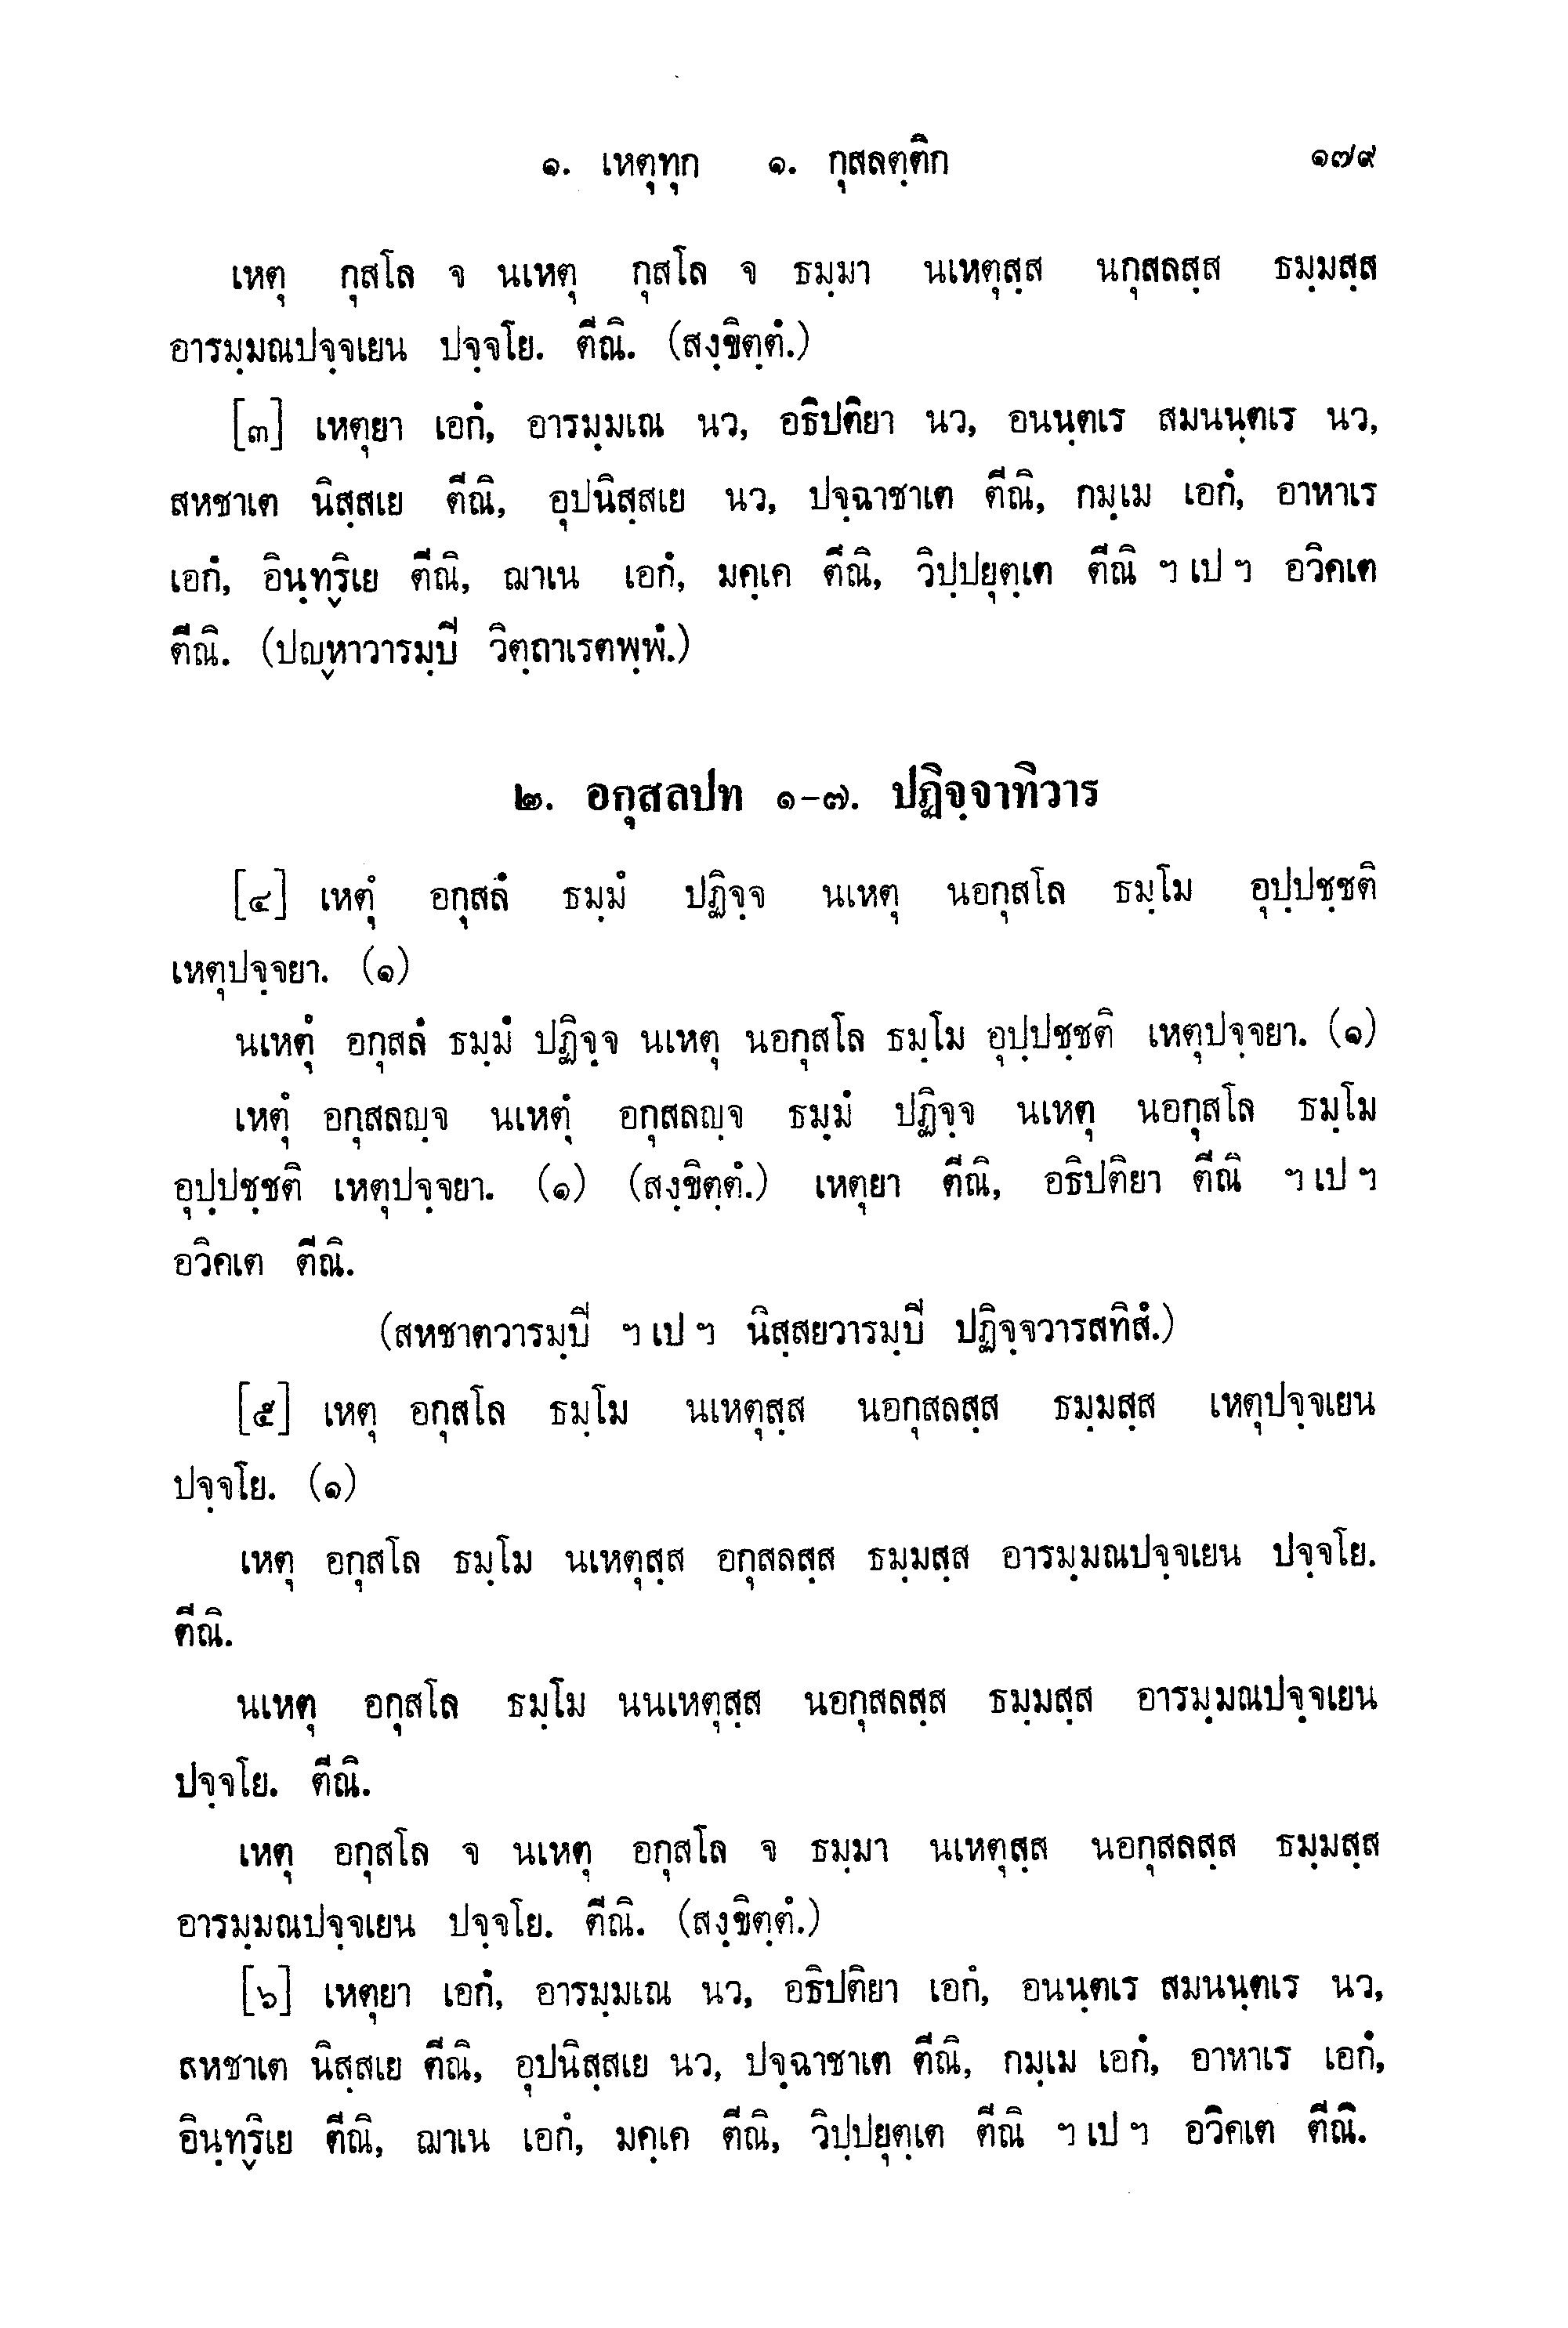 ๑. เหตุทุก ๑. กุสลตฺติก ๑๗๙
เหตุ กุสโล จ นเหตุ กุสโล จ ธมฺมา นเหตุสฺส นกุสลสฺส ธมฺมสฺส
อารมฺมณปจฺจเยน ปจฺจโย. ตีณิ. (สงฺขิตฺตํ.)
[๓] เหตุยา เอกํ, อารมฺมเณ นว, อธิปติยา นว, อนนฺตเร สมนนฺตเร นว,
สหชาเต นิสฺสเย ตีณิ, อุปนิสฺสเย นว, ปจฺฉาชาเต ตีณิ, กมฺเม เอกํ, อาหาเร
เอกํ, อินฺทฺริเย ตีณิ, ฌาเน เอกํ, มคฺเค ตีณิ, วิปฺปยุตฺเต ตีณิ ฯ เป ฯ อวิคเต
ตีณิ. (ปญฺหาวารมฺปี วิตฺถาเรตพฺพํ.)
๒. อกุสลปท ๑-๗. ปฏิจฺจาทิวาร
[๔] เหตุํ อกุสลํ ธมฺมํ ปฏิจฺจ นเหตุ นอกุสโล ธมฺโม อุปฺปชฺชติ
เหตุปจฺจยา. (๑)
นเหตุํ อกุสลํ ธมฺมํ ปฏิจฺจ นเหตุ นอกุสโล ธมฺโม อุปฺปชฺชติ เหตุปจฺจยา. (๑)
เหตุํ อกุสลญฺจ นเหตุํ อกุสลญฺจ ธมฺมํ ปฏิจฺจ นเหตุ นอกุสโล ธมฺโม
อุปฺปชฺชติ เหตุปจฺจยา. (๑) (สงฺขิตฺตํ.) เหตุยา ตีณิ, อธิปติยา ตีณิ ฯ เป ฯ
อวิคเต ตีณิ.
(สหชาตวารมฺปี ฯ เป ฯ นิสฺสยวารมฺปี ปฏิจฺจวารสทิสํ.)
[๕] เหตุ อกุสโล ธมฺโม นเหตุสฺส นอกุสลสฺส ธมฺมสฺส เหตุปจฺจเยน
ปจฺจโย. (๑)
เหตุ อกุสโล ธมฺโม นเหตุสฺส อกุสลสฺส ธมฺมสฺส อารมฺมณปจฺจเยน ปจฺจโย.
ตีณิ.
นเหตุ อกุสโล ธมฺโม นนเหตุสฺส นอกุสลสฺส ธมฺมสฺส อารมฺมณปจฺจเยน
ปจฺจโย. ตีณิ.
เหตุ อกุสโล จ นเหตุ อกุสโล จ ธมฺมา นเหตุสฺส นอกุสลสฺส ธมฺมสฺส
อารมฺมณปจฺจเยน ปจฺจโย. ตีณิ. (สงฺขิตฺตํ.)
[๖] เหตุยา เอกํ, อารมฺมเณ นว, อธิปติยา เอกํ, อนนฺตเร สมนนฺตเร นว,
สหชาเต นิสฺสเย ตีณิ, อุปนิสฺสเย นว, ปจฺฉาชาเต ตีณิ, กมฺเม เอกํ, อาหาเร เอกํ,
อินฺทฺริเย ตีณิ, ฌาเน เอกํ, มคฺเค ตีณิ, วิปฺปยุตฺเต ตีณิ ฯ เป ฯ อวิคเต ตีณิ.